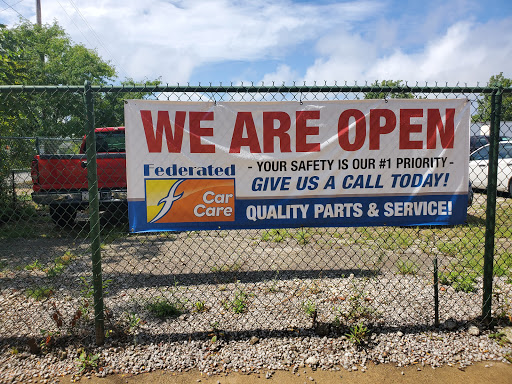 WE ARE OPEN
Federated
Car
Care
- YOUR SAFETY IS OUR #1 PRIORITY -
GIVE US A CALL TODAY!
QUALITY PARTS & SERVICE!